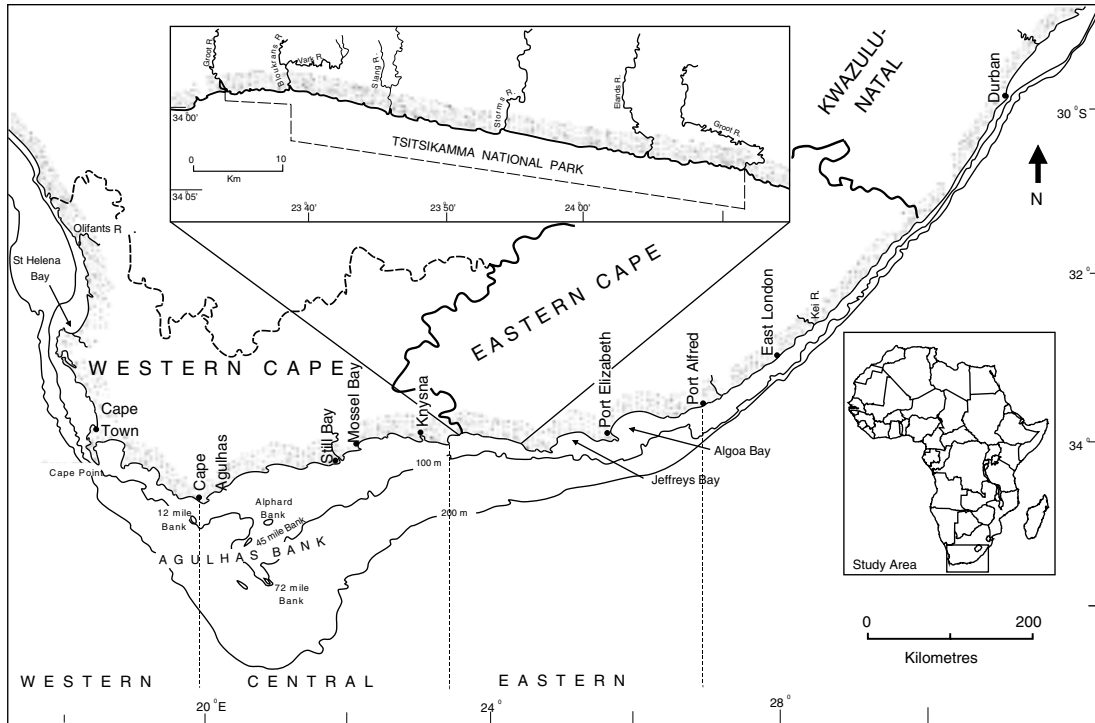 Groot R.
Bloukrans R.
Vark R.
Slang R.
Storms R.
Elands R.
Groot R.
34 00'
TSITSIKAMMA NATIONAL PARK
0 10
Km
34 05'
23 40'
23 50'
24 00'
KWAZULU-
NATAL
Durban
30 °S
N
32 °
34 °
Olifants R
St Helena
Bay
WESTERN CAPE
EASTERN CAPE
Cape
Town
Cape Point
Cape
Agulhas
Still Bay
Mossel Bay
Knysna
Port Elizabeth
Port Alfred
East London
Kei R.
Algoa Bay
Jeffreys Bay
100 m
200 m
12 mile
Bank
Alphard
Bank
45 mile Bank
AGULHAS BANK
72 mile
Bank
Study Area
0 200
Kilometres
WESTERN
CENTRAL
EASTERN
20 °E
24 °
28 °